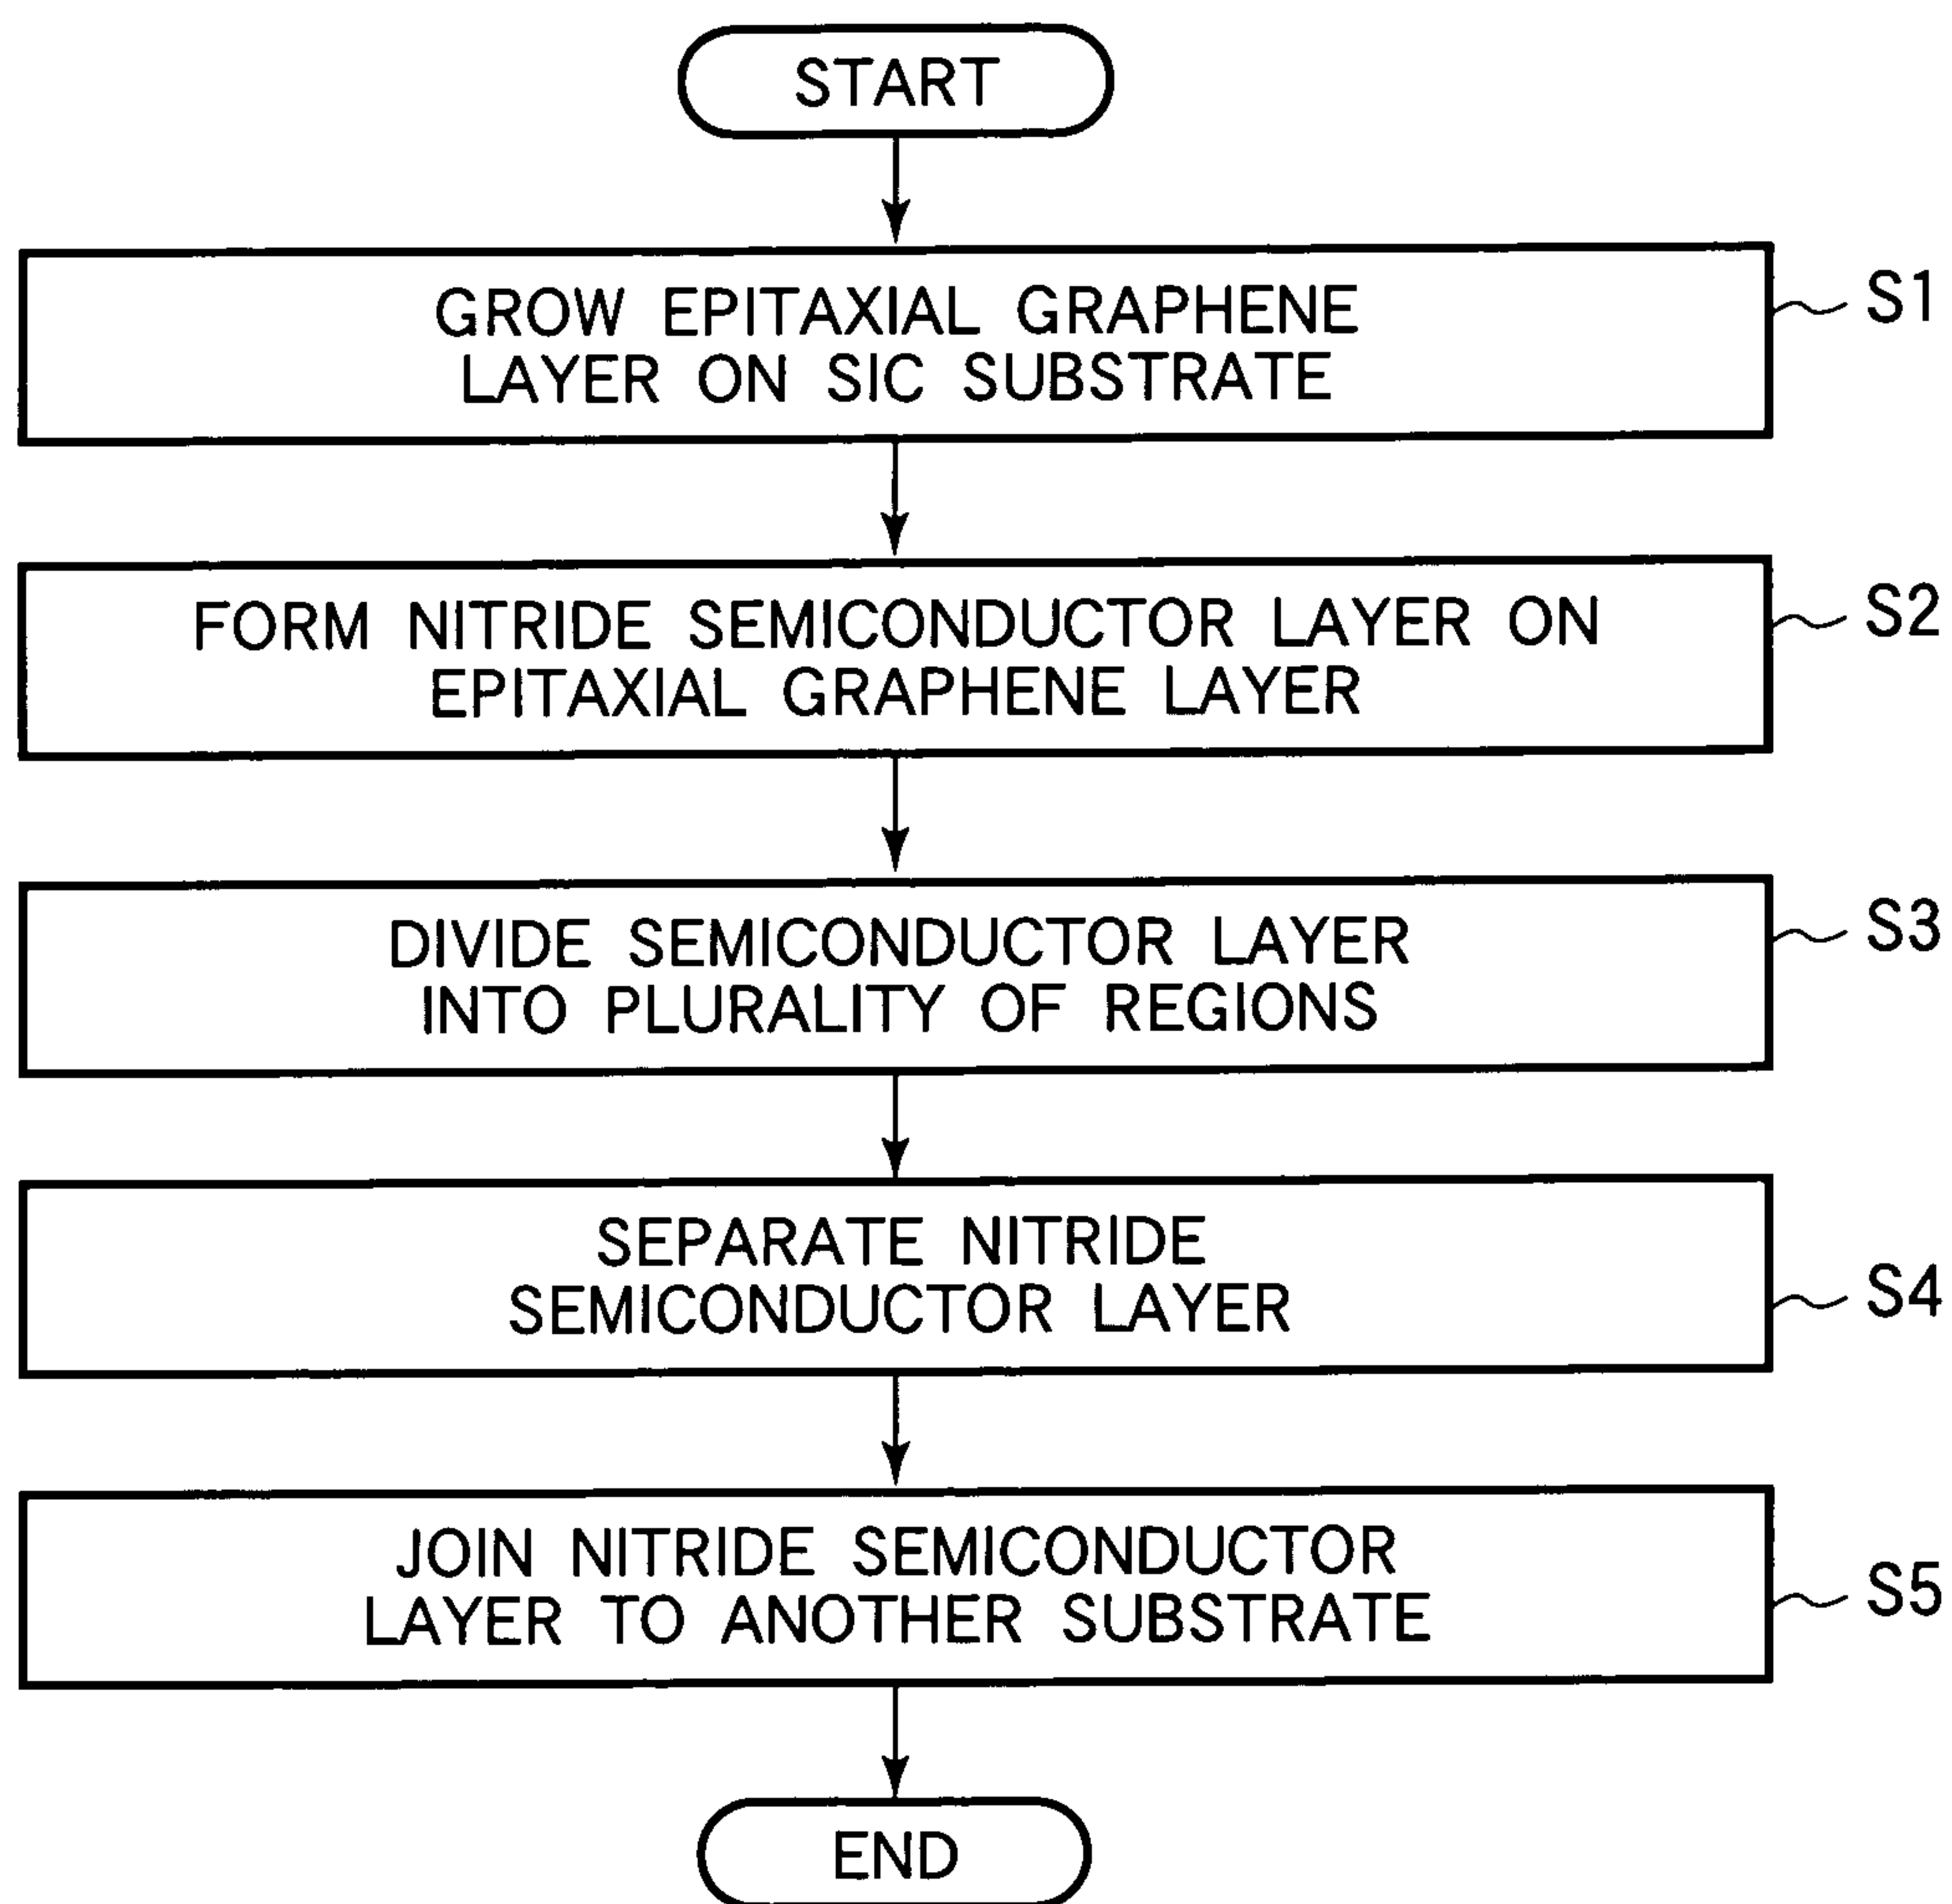 START
GROW EPITAXIAL GRAPHENE
LAYER ON SIC SUBSTRATE
S1
FORM NITRIDE SEMICONDUCTOR LAYER ON
EPITAXIAL GRAPHENE LAYER
S2
DIVIDE SEMICONDUCTOR LAYER
INTO PLURALITY OF REGIONS
S3
SEPARATE NITRIDE
SEMICONDUCTOR LAYER
S4
JOIN NITRIDE SEMICONDUCTOR
LAYER TO ANOTHER SUBSTRATE
S5
END